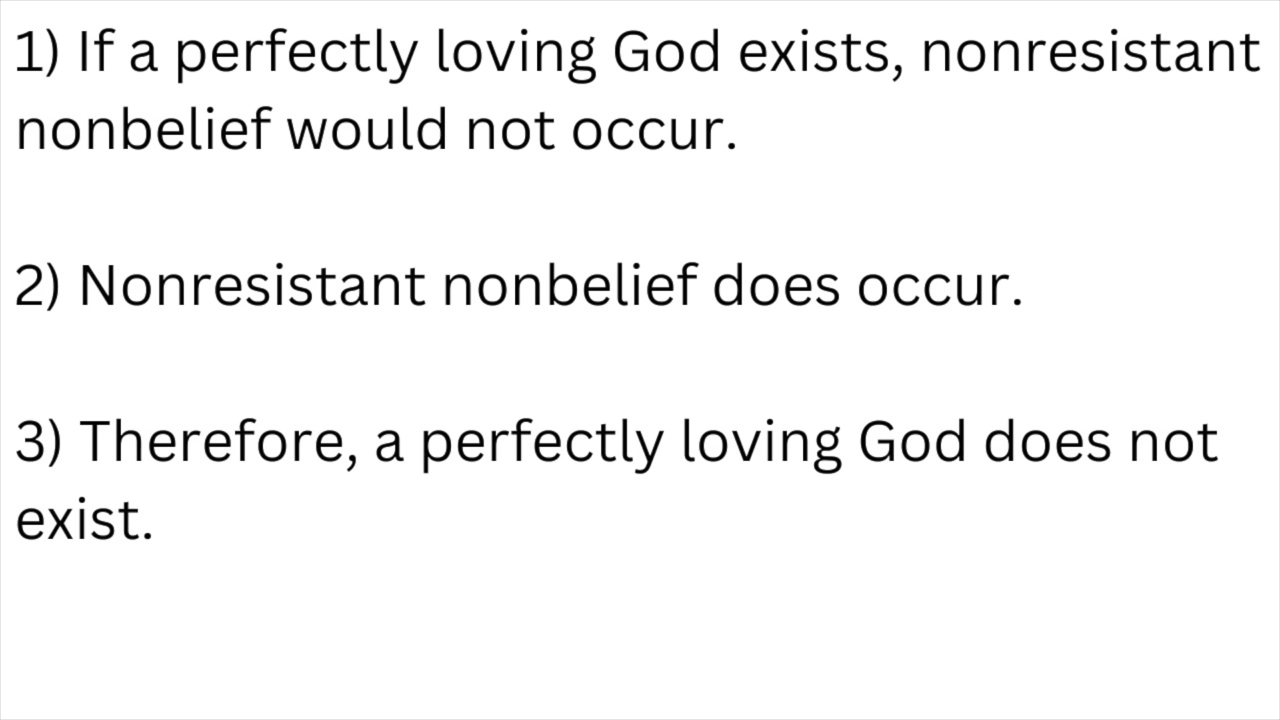 1) If a perfectly loving God exists, nonresistant
nonbelief would not occur.
2) Nonresistant nonbelief does occur.
3) Therefore, a perfectly loving God does not
exist.